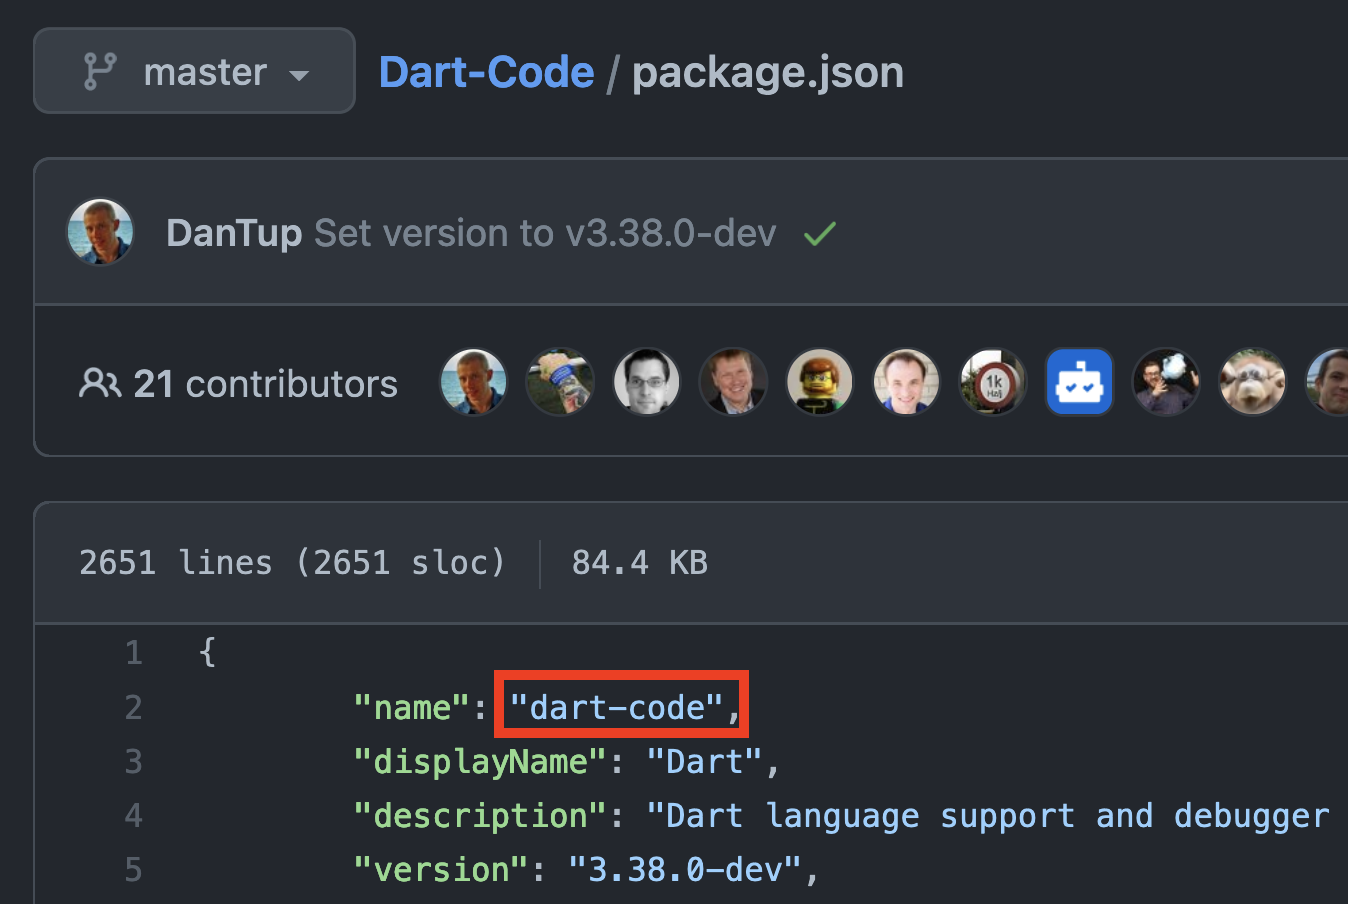 master Dart-Code / package.json
DanTup Set version to v3.38.0-dev
21 contributors
1k
2651 lines (2651 sloc) 84.4 KB
1 {
2 "name": "dart-code",
3 "displayName": "Dart",
4 "description": "Dart language support and debugger
5 "version": "3.38.0-dev",